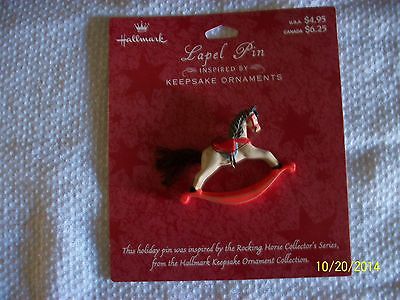 Hallmark
Lapel Pin
INSPIRED BY
KEEPSAKE ORNAMENTS
U.S.A. $4.95
CANADA $6.25
This holiday pin was inspired by the Rocking Horse Collector's Series,
from the Hallmark Keepsake Ornament Collection.
10/20/2014